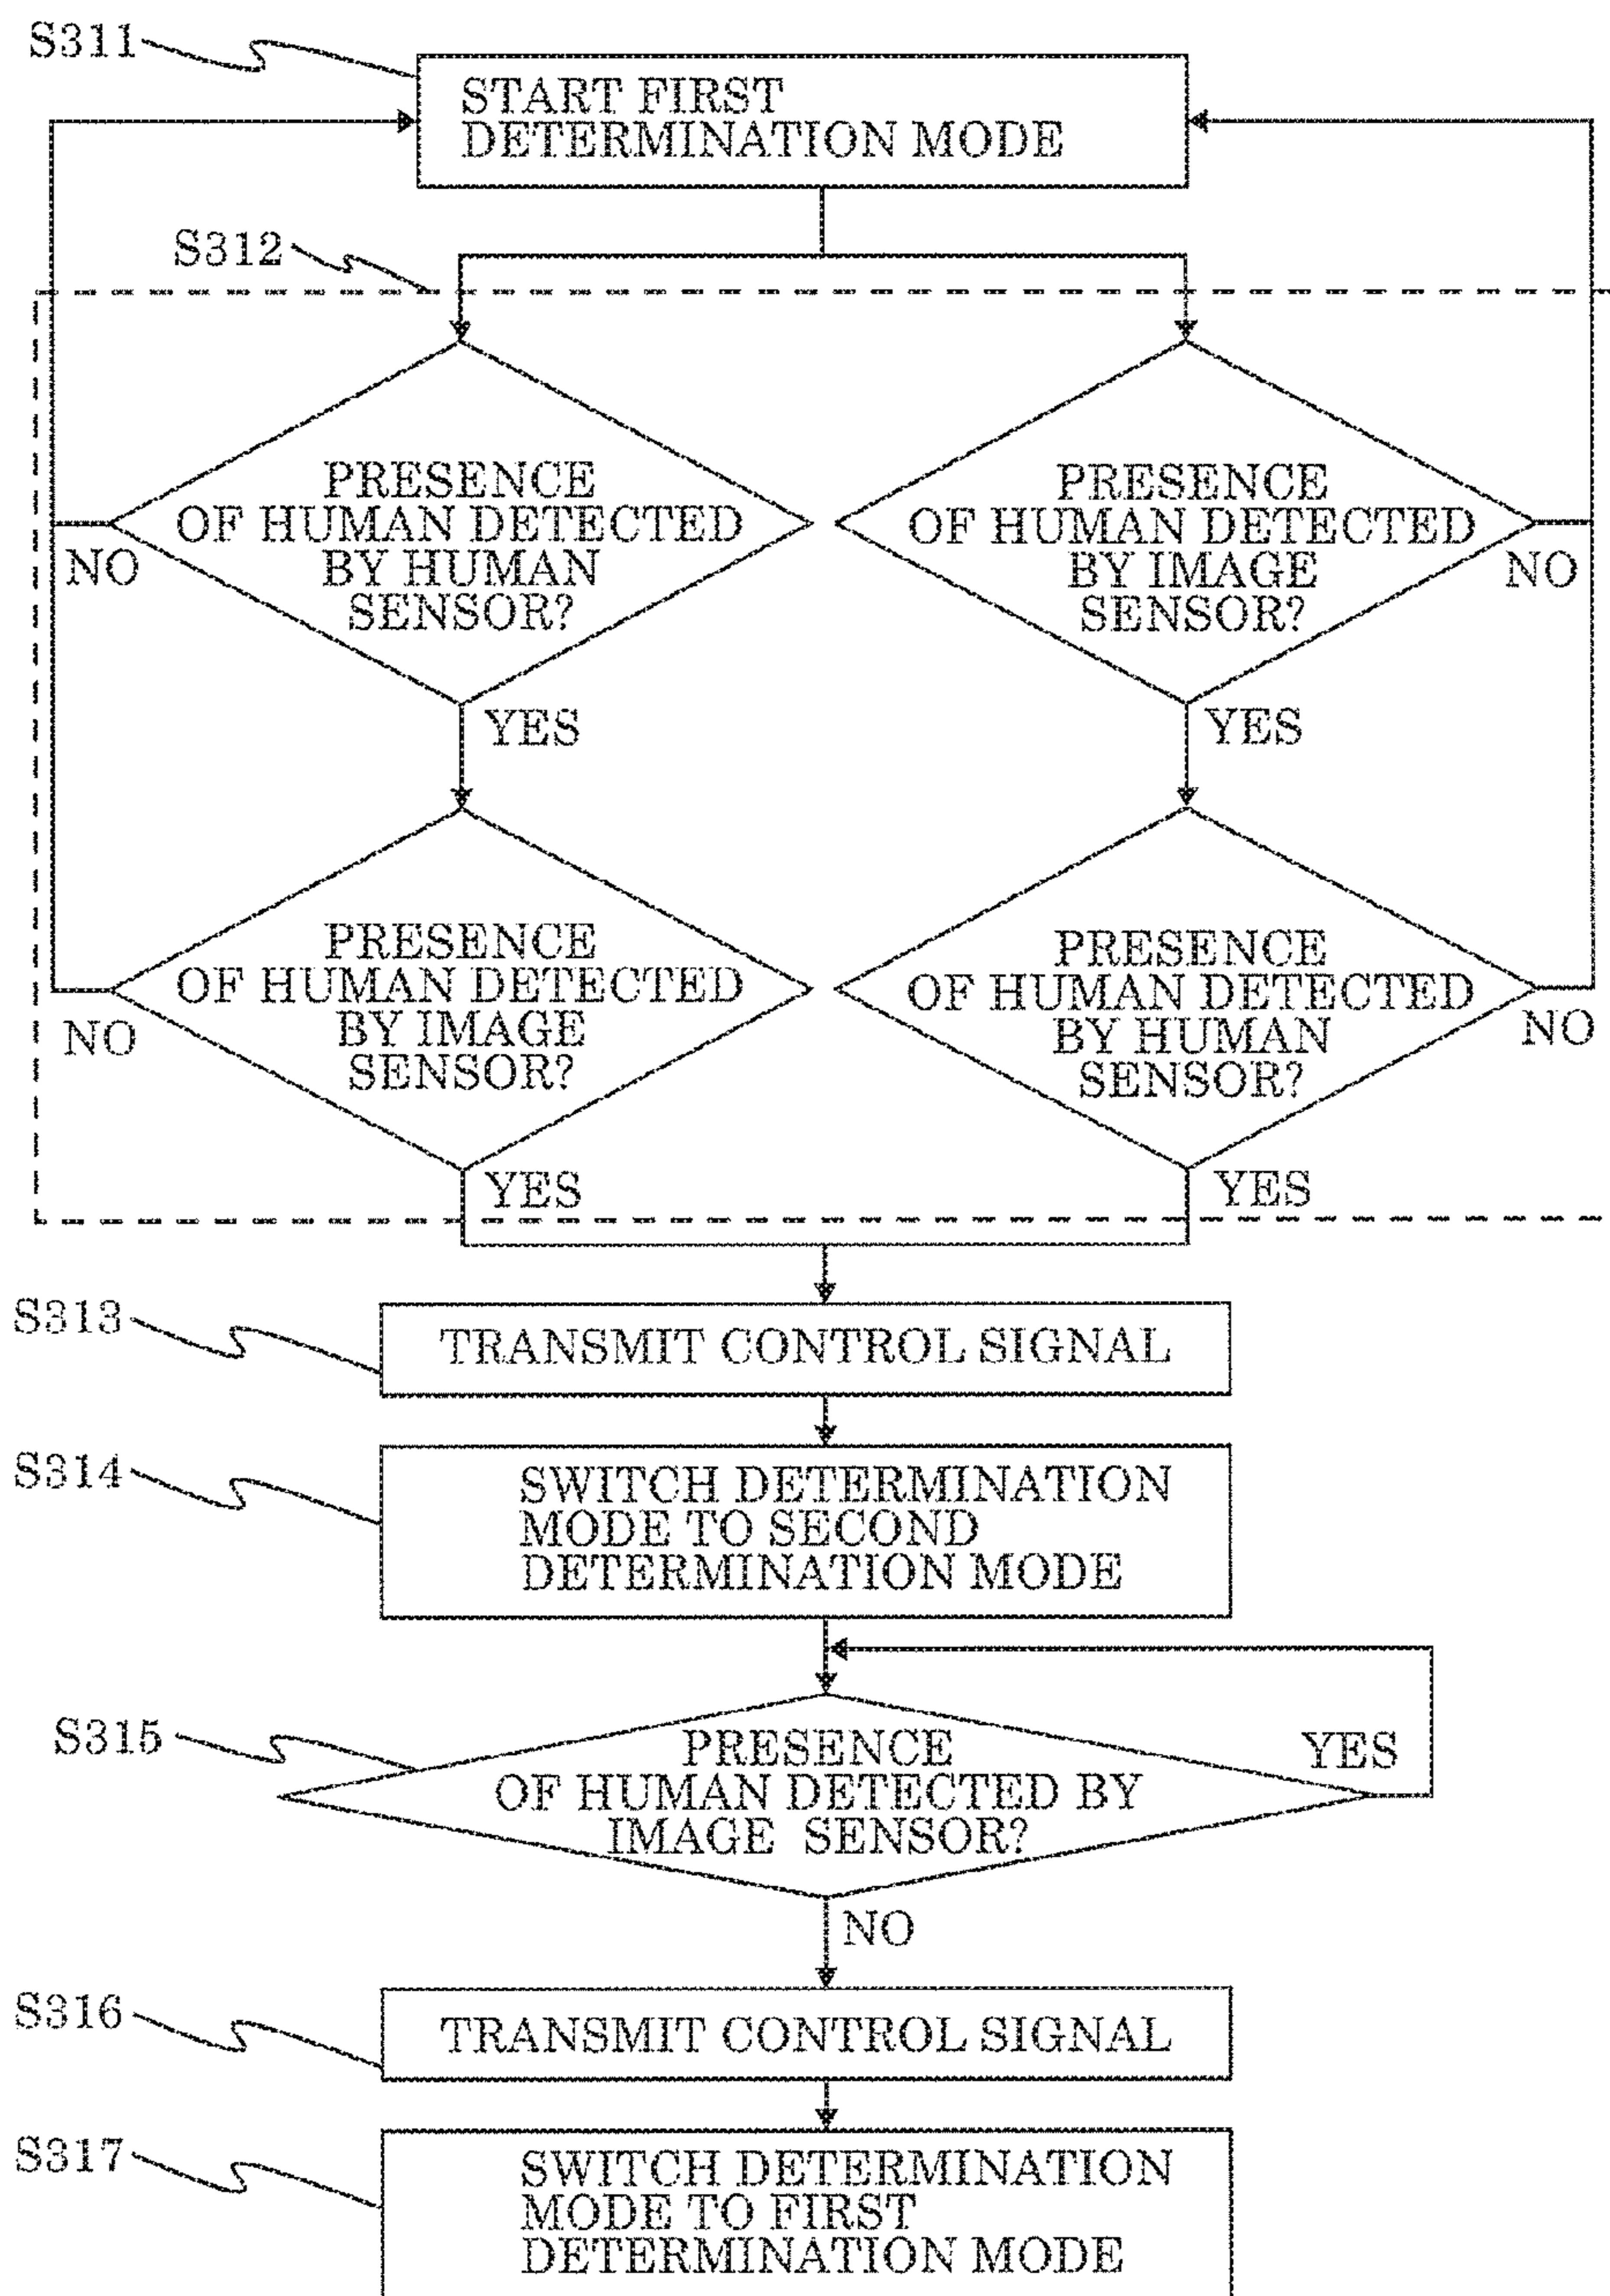 S311
START FIRST
DETERMINATION MODE
S312
PRESENCE
OF HUMAN DETECTED
BY HUMAN
SENSOR?
NO
YES
PRESENCE
OF HUMAN DETECTED
BY IMAGE
SENSOR?
NO
YES
PRESENCE
OF HUMAN DETECTED
BY IMAGE
SENSOR?
NO
YES
PRESENCE
OF HUMAN DETECTED
BY HUMAN
SENSOR?
NO
YES
S313
TRANSMIT CONTROL SIGNAL
S314
SWITCH DETERMINATION
MODE TO SECOND
DETERMINATION MODE
S315
PRESENCE
OF HUMAN DETECTED BY
IMAGE SENSOR?
YES
NO
S316
TRANSMIT CONTROL SIGNAL
S317
SWITCH DETERMINATION
MODE TO FIRST
DETERMINATION MODE